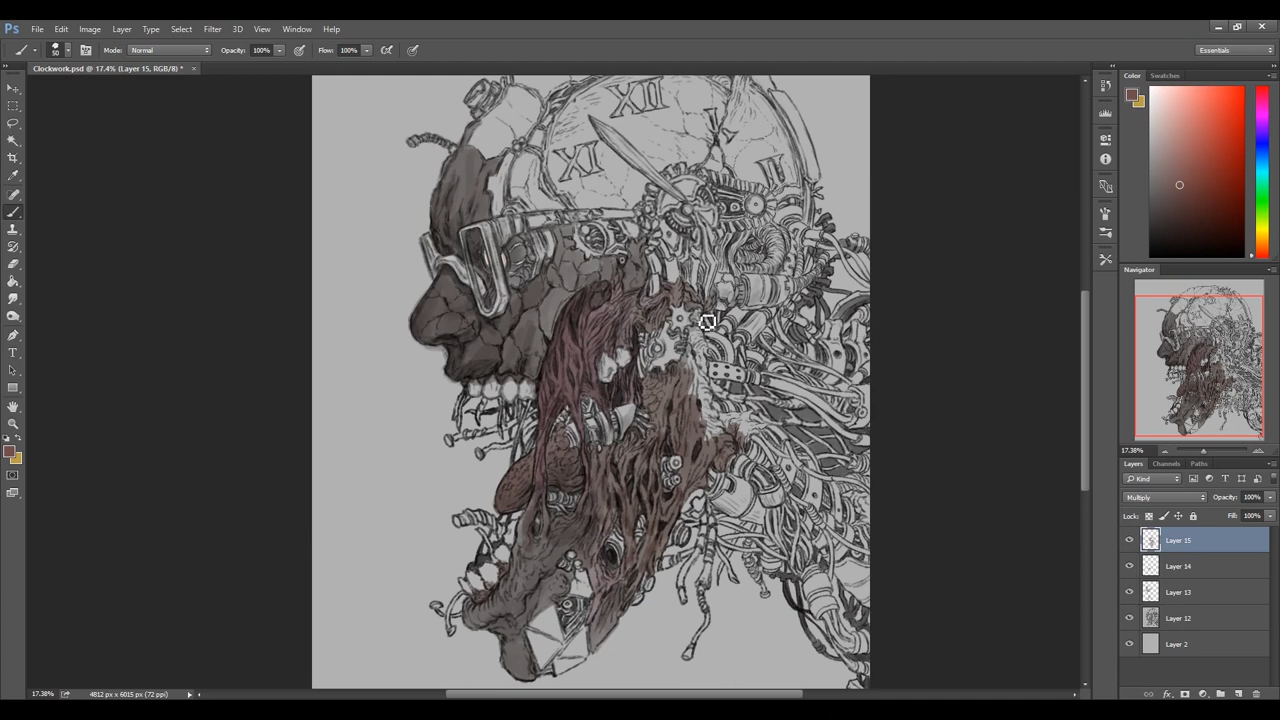 Ps File Edit Image Layer Type Select Filter 3D View Window Help
50 Mode: Normal Opacity: 100% Flow: 100% Essentials
Clockwork.psd @ 17.4% (Layer 15, RGB/8) * ×
Color Swatches
XII
XI
II
Navigator
17.38%
Layers Channels Paths
Kind
Multiply Opacity: 100%
Lock: Fill: 100%
Layer 15
Layer 14
Layer 13
Layer 12
Layer 2
17.38% 4812 px x 6015 px (72 ppi)